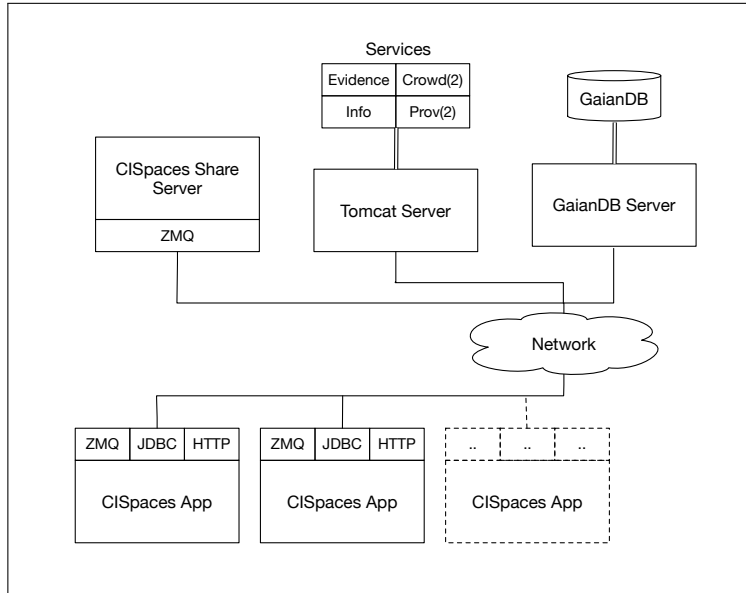 Services
Evidence Crowd(2)
Info Prov(2)
GaianDB
CISpaces Share
Server
ZMQ
Tomcat Server
GaianDB Server
Network
ZMQ JDBC HTTP
CISpaces App
ZMQ JDBC HTTP
CISpaces App
.. .. ..
CISpaces App